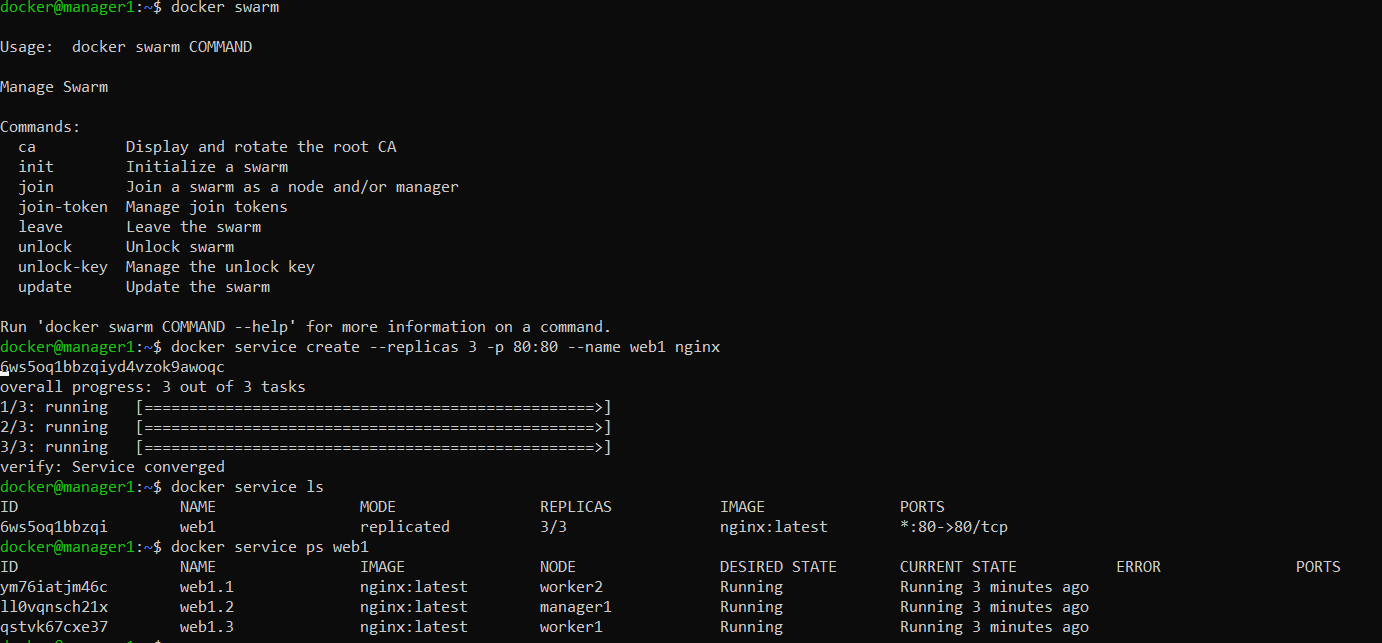 docker@manager1:~$ docker swarm
Usage:  docker swarm COMMAND
Manage Swarm
Commands:
  ca          Display and rotate the root CA
  init        Initialize a swarm
  join        Join a swarm as a node and/or manager
  join-token  Manage join tokens
  leave       Leave the swarm
  unlock      Unlock swarm
  unlock-key  Manage the unlock key
  update      Update the swarm
Run 'docker swarm COMMAND --help' for more information on a command.
docker@manager1:~$ docker service create --replicas 3 -p 80:80 --name web1 nginx
6ws5oq1bbzqiyd4vzok9awoqc
overall progress: 3 out of 3 tasks
1/3: running   [==================================================>]
2/3: running   [==================================================>]
3/3: running   [==================================================>]
verify: Service converged
docker@manager1:~$ docker service ls
ID                  NAME                MODE                REPLICAS            IMAGE               PORTS
6ws5oq1bbzqi        web1                replicated          3/3                 nginx:latest        *:80->80/tcp
docker@manager1:~$ docker service ps web1
ID                  NAME                IMAGE               NODE                DESIRED STATE       CURRENT STATE           ERROR               PORTS
ym76iatjm46c        web1.1              nginx:latest        worker2             Running             Running 3 minutes ago
ll0vqnsch21x        web1.2              nginx:latest        manager1            Running             Running 3 minutes ago
qstvk67cxe37        web1.3              nginx:latest        worker1             Running             Running 3 minutes ago